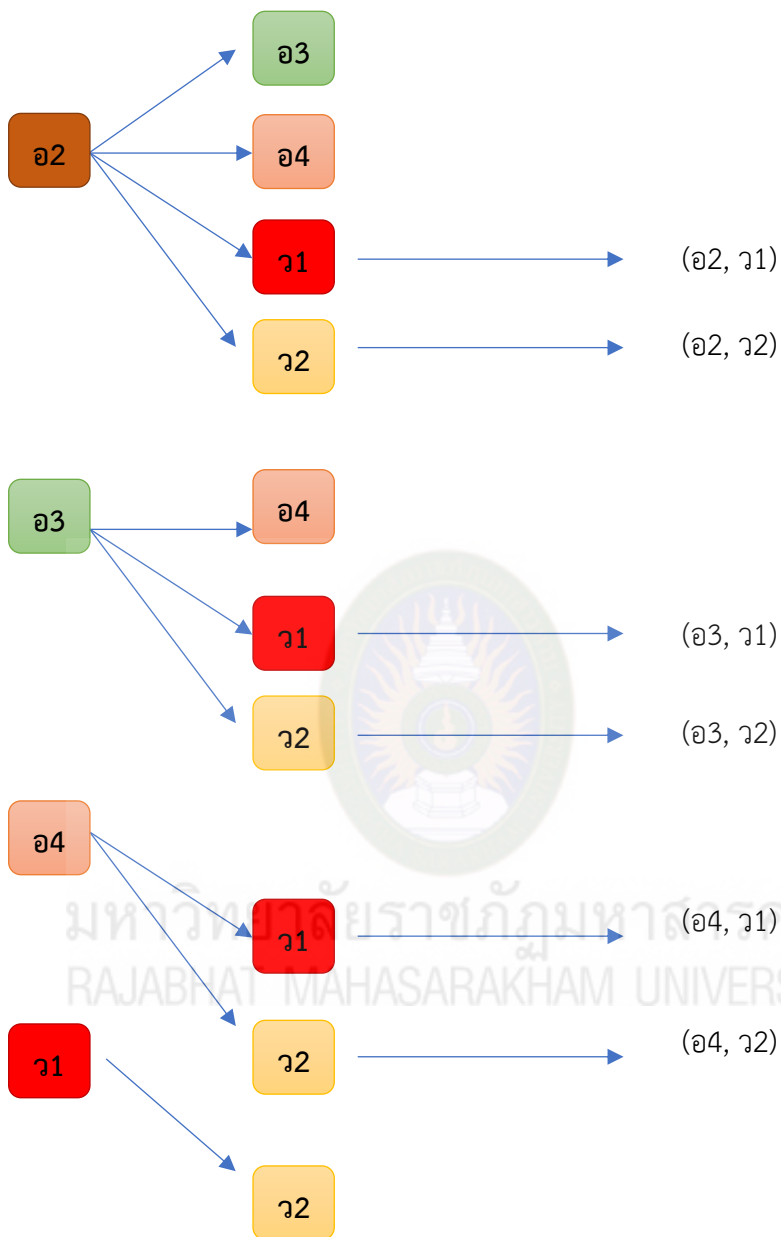 อ3
อ2
อ4
ว1 (อ2, ว1)
ว2 (อ2, ว2)
อ4
อ3
ว1 (อ3, ว1)
ว2 (อ3, ว2)
อ4
ว1 (อ4, ว1)
มหาวิทยาลัยราชภัฏมหาสารค
RAJABHAT MAHASARAKHAM UNIVERS
ว2 (อ4, ว2)
ว1
ว2